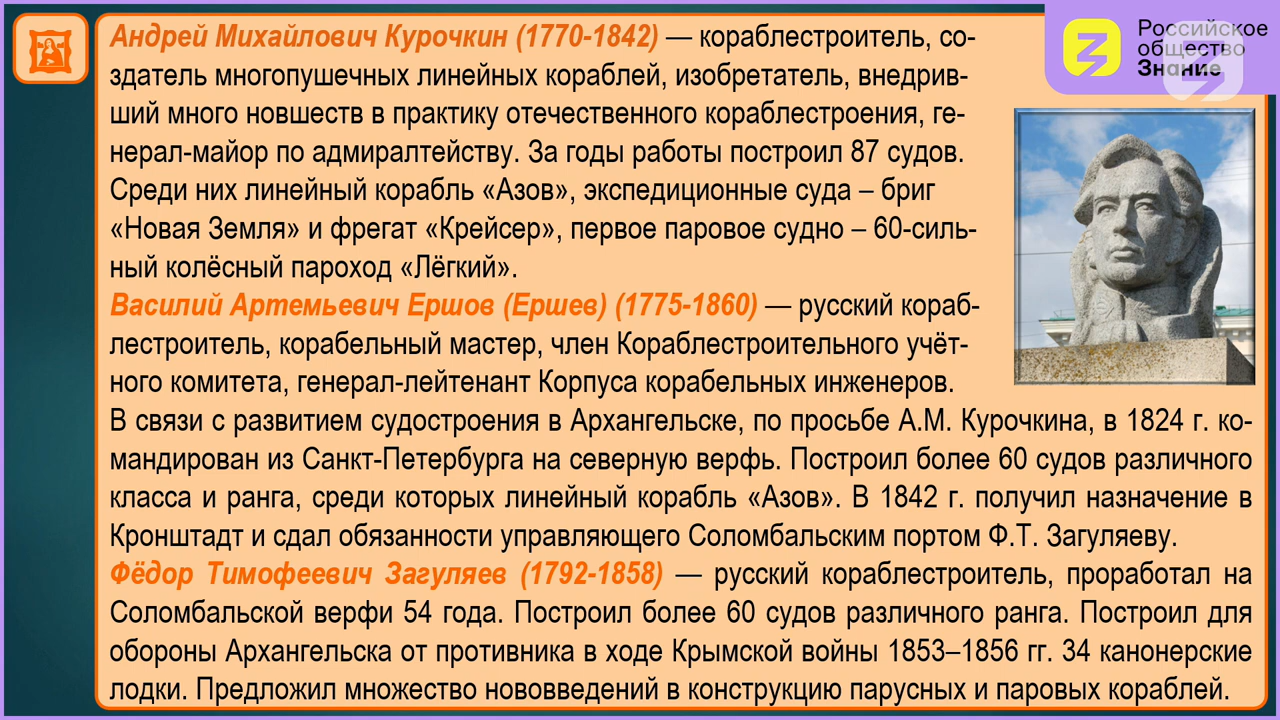 Андрей Михайлович Курочкин (1770-1842) — кораблестроитель, со-
здатель многопушечных линейных кораблей, изобретатель, внедрив-
ший много новшеств в практику отечественного кораблестроения, ге-
нерал-майор по адмиралтейству. За годы работы построил 87 судов.
Среди них линейный корабль «Азов», экспедиционные суда – бриг
«Новая Земля» и фрегат «Крейсер», первое паровое судно – 60-силь-
ный колёсный пароход «Лёгкий».
Василий Артемьевич Ершов (Ершев) (1775-1860) — русский кораб-
лестроитель, корабельный мастер, член Кораблестроительного учёт-
ного комитета, генерал-лейтенант Корпуса корабельных инженеров.
В связи с развитием судостроения в Архангельске, по просьбе А.М. Курочкина, в 1824 г. ко-
мандирован из Санкт-Петербурга на северную верфь. Построил более 60 судов различного
класса и ранга, среди которых линейный корабль «Азов». В 1842 г. получил назначение в
Кронштадт и сдал обязанности управляющего Соломбальским портом Ф.Т. Загуляеву.
Фёдор Тимофеевич Загуляев (1792-1858) — русский кораблестроитель, проработал на
Соломбальской верфи 54 года. Построил более 60 судов различного ранга. Построил для
обороны Архангельска от противника в ходе Крымской войны 1853–1856 гг. 34 канонерские
лодки. Предложил множество нововведений в конструкцию парусных и паровых кораблей.
Российское
общество
Знание